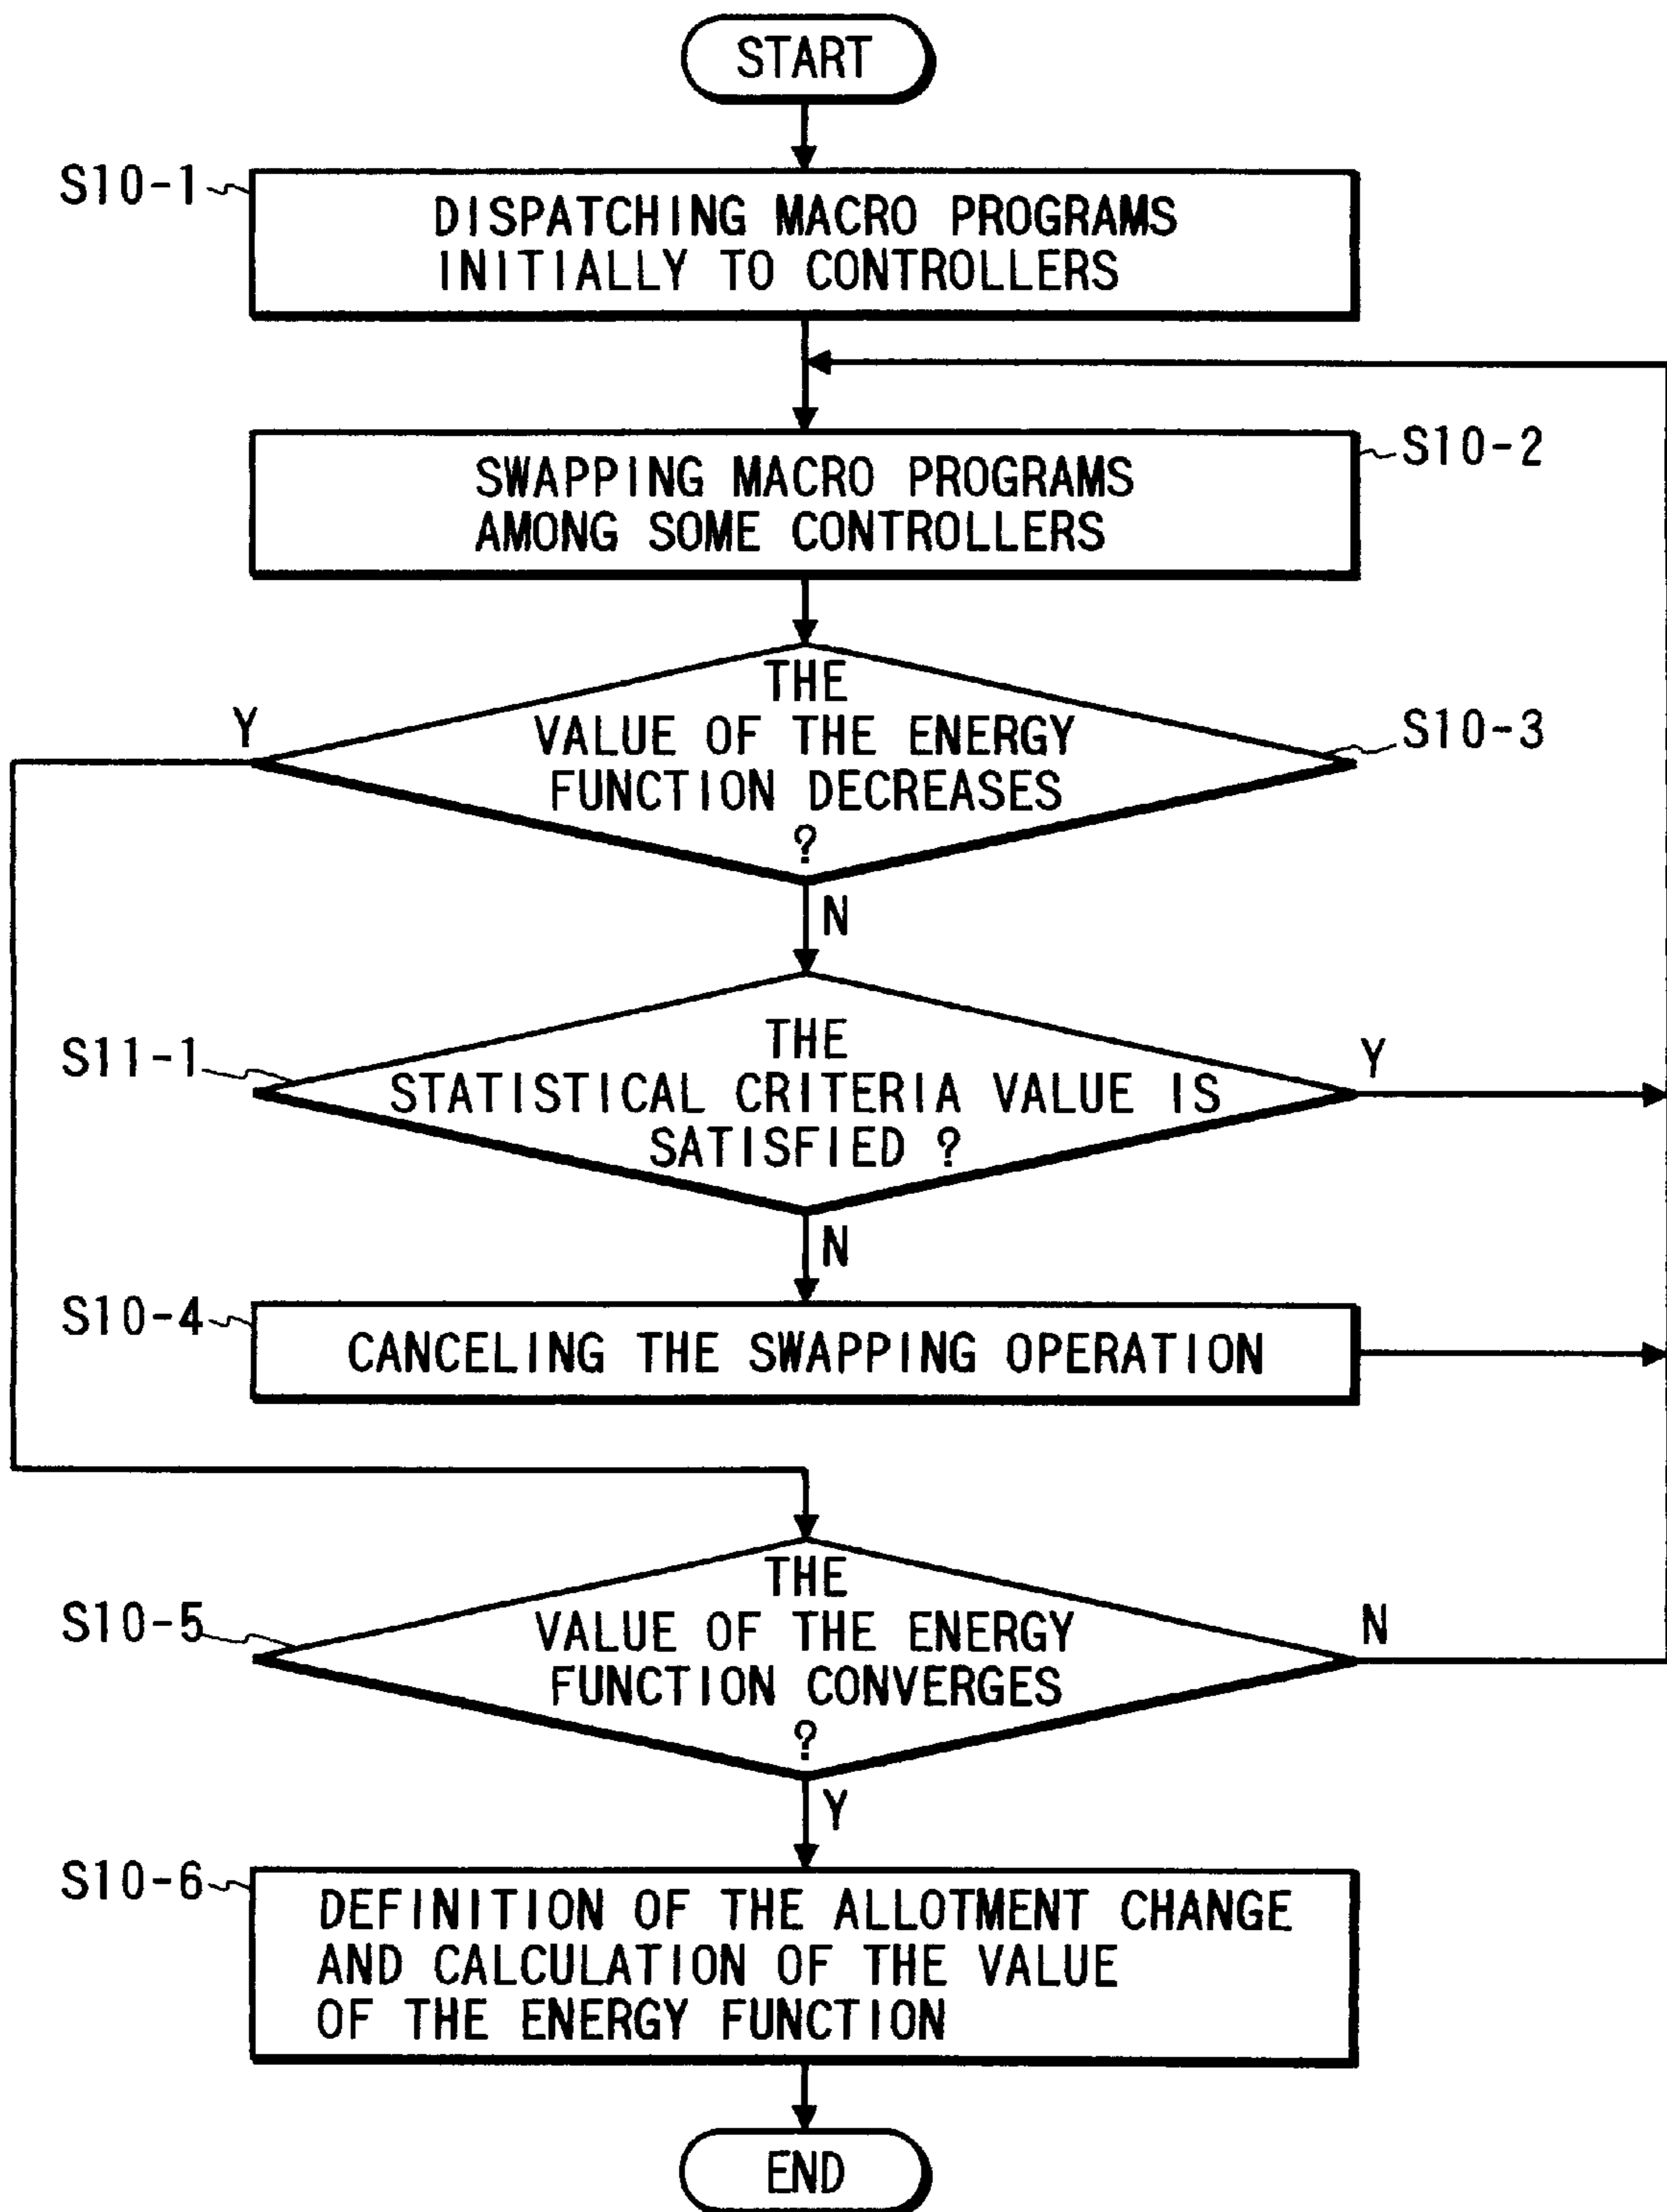 START
S10-1
DISPATCHING MACRO PROGRAMS
INITIALLY TO CONTROLLERS
S10-2
SWAPPING MACRO PROGRAMS
AMONG SOME CONTROLLERS
S10-3
THE
VALUE OF THE ENERGY
FUNCTION DECREASES
?
Y
N
S11-1
THE
STATISTICAL CRITERIA VALUE IS
SATISFIED ?
Y
N
S10-4
CANCELING THE SWAPPING OPERATION
S10-5
THE
VALUE OF THE ENERGY
FUNCTION CONVERGES
?
N
Y
S10-6
DEFINITION OF THE ALLOTMENT CHANGE
AND CALCULATION OF THE VALUE
OF THE ENERGY FUNCTION
END